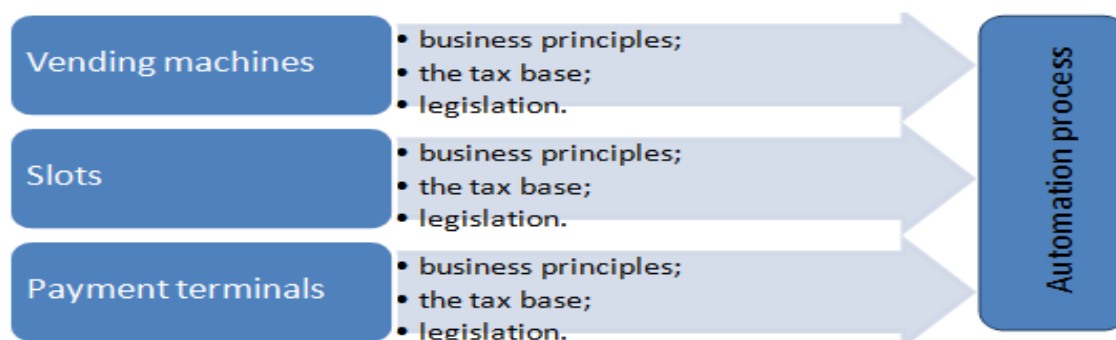 Vending machines
• business principles;
• the tax base;
• legislation.
Slots
• business principles;
• the tax base;
• legislation.
Payment terminals
• business principles;
• the tax base;
• legislation.
Automation process